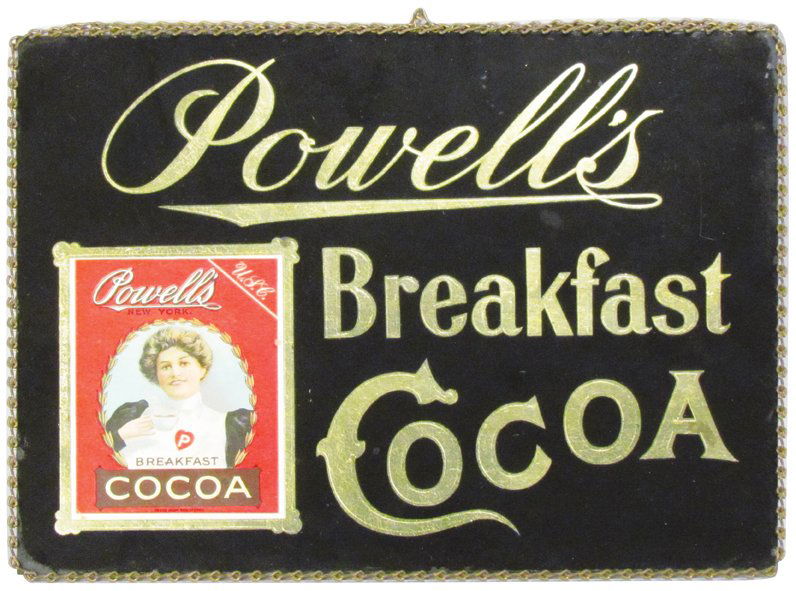 Powell's
Breakfast
COCOA
Powell's
U.S.C.
NEW YORK.
P
BREAKFAST
COCOA